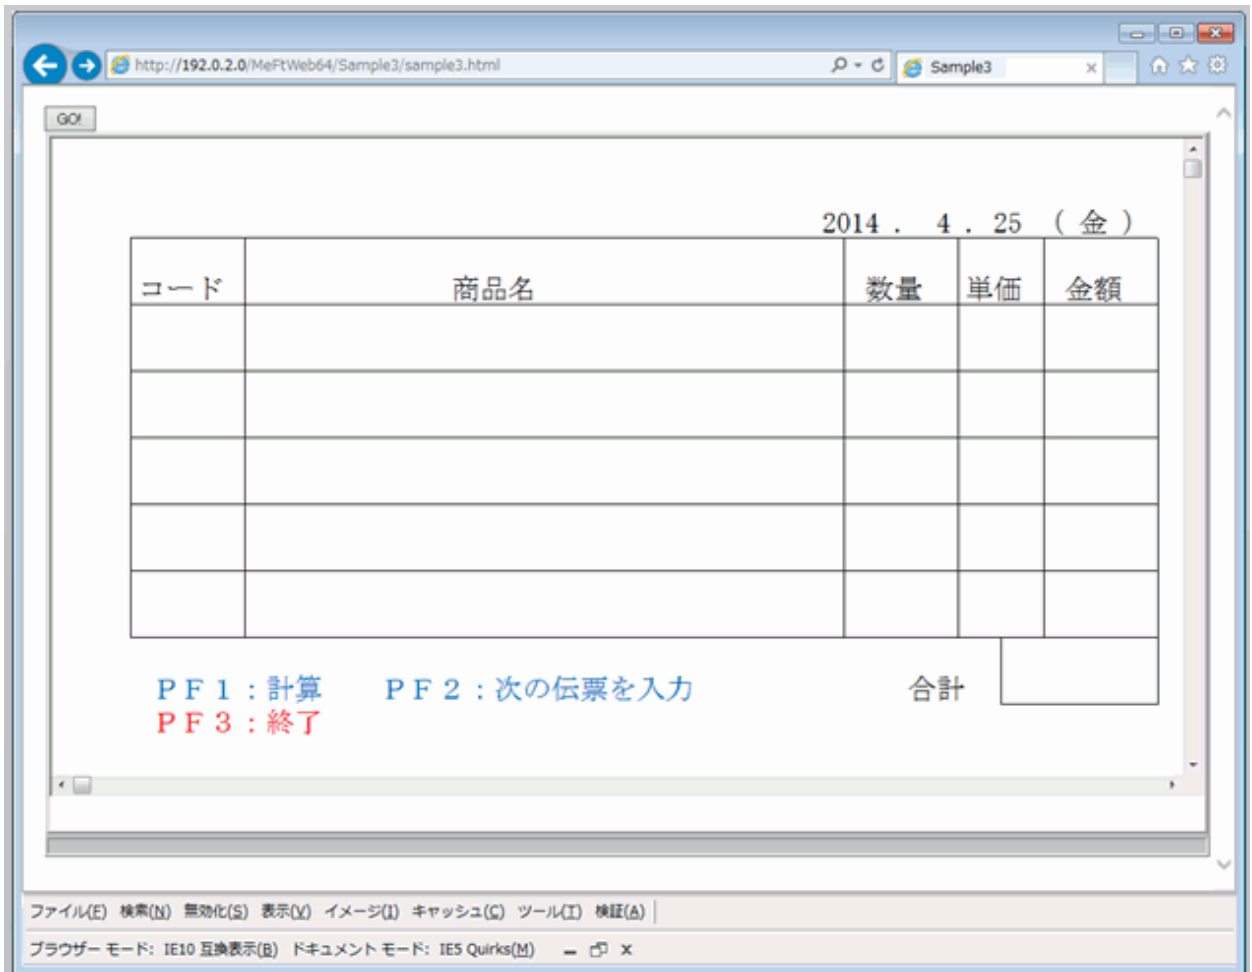 http://192.0.2.0/MeFtWeb64/Sample3/sample3.html Sample3
GO!
2014 . 4 . 25 ( 金 )
コード 商品名 数量 単価 金額
ＰＦ１：計算 ＰＦ２：次の伝票を入力 合計
ＰＦ３：終了
ファイル(F) 検索(N) 無効化(S) 表示(V) イメージ(I) キャッシュ(C) ツール(T) 検証(A)
ブラウザー モード: IE10 互換表示(B) ドキュメント モード: IE5 Quirks(M)